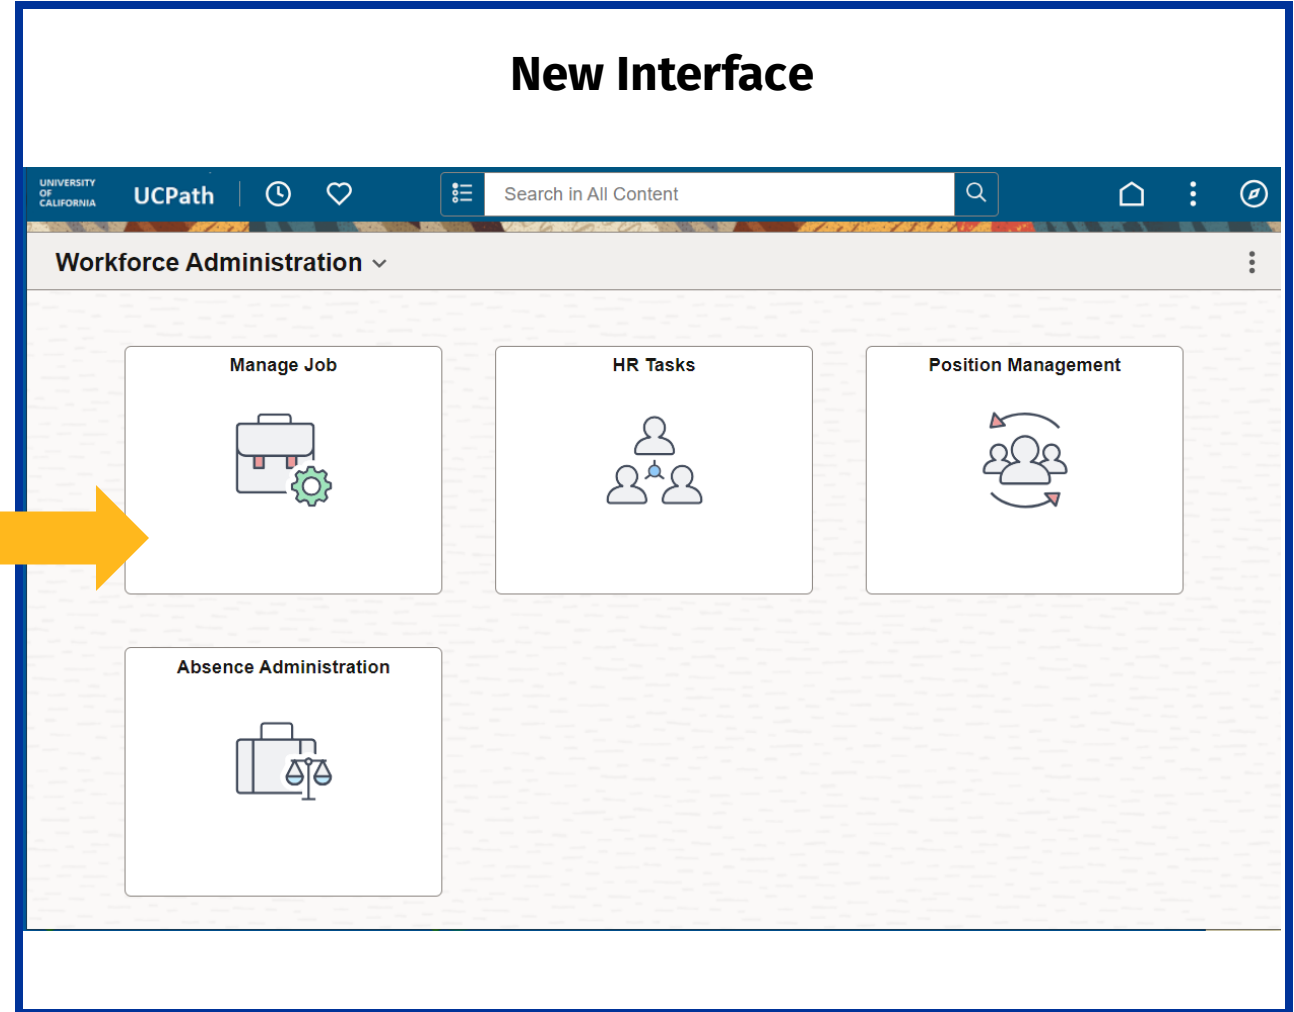 New Interface
UNIVERSITY
OF
CALIFORNIA
UCPath
Search in All Content
Workforce Administration
Manage Job
HR Tasks
Position Management
Absence Administration